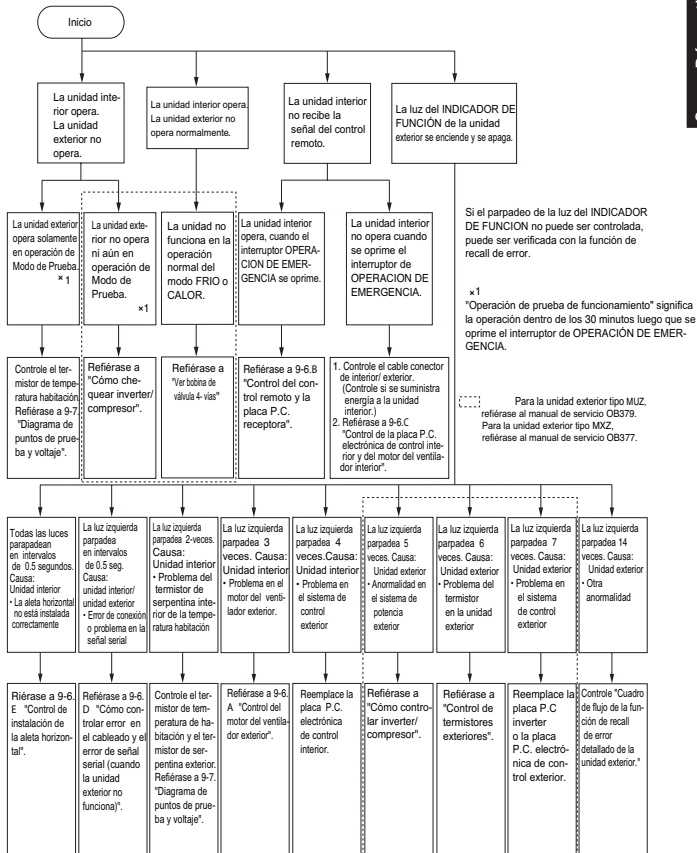 Inicio
La unidad inte-
rior opera.
La unidad
exterior no
opera.
La unidad interior opera.
La unidad exterior no
opera normalmente.
La unidad interior
no recibe la
señal del control
remoto.
La luz del INDICADOR DE
FUNCIÓN de la unidad
exterior se enciende y se apaga.
La unidad exterior
opera solamente
en operación de
Modo de Prueba.
×1
La unidad exte-
rior no opera
ni aún en
operación de
Modo de
Prueba.
×1
La unidad no
funciona en la
operación
normal del
modo FRIO o
CALOR.
La unidad interior
opera, cuando el
interruptor OPERA-
CION DE EMER-
GENCIA se oprime.
La unidad interior
no opera cuando
se oprime el
interruptor de
OPERACION DE
EMERGENCIA.
Si el parpadeo de la luz del INDICADOR
DE FUNCION no puede ser controlada,
puede ser verificada con la función de
recall de error.
×1
"Operación de prueba de funcionamiento" significa
la operación dentro de los 30 minutos luego que se
oprime el interruptor de OPERACIÓN DE EMER-
GENCIA.
Controle el ter-
mistor de tempe-
ratura habitación.
Refiérase a 9-7.
"Diagrama de
puntos de prue-
ba y voltaje".
Refiérase a
"Cómo che-
quear inverter/
compresor".
Refiérase a
"Ver bobina de
válvula 4- vías"
Refiérase a 9-6.B
"Control del con-
trol remoto y la
placa P.C.
receptora".
1. Controle el cable conector
de interior/ exterior.
(Controle si se suministra
energía a la unidad
interior.)
2. Refiérase a 9-6.C
"Control de la placa P.C.
electrónica de control inte-
rior y del motor del ventila-
dor interior".
Para la unidad exterior tipo MUZ,
refiérase al manual de servicio OB379.
Para la unidad exterior tipo MXZ,
refiérase al manual de servicio OB377.
Todas las luces
parapadean
en intervalos
de 0.5 segundos.
Causa:
Unidad interior
• La aleta horizontal
no está instalada
correctamente
La luz izquierda
parpadea
en intervalos
de 0.5 seg.
Causa:
unidad interior/
unidad exterior
• Error de conexión
o problema en la
señal serial
La luz izquierda
parpadea 2-veces.
Causa:
Unidad interior
• Problema del
termistor de
serpentina inte-
rior de la tempe-
ratura habitación
La luz izquierda
parpadea 3
veces. Causa:
Unidad interior
• Problema en el
motor del venti-
lador exterior.
La luz izquierda
parpadea 4
veces.Causa:
Unidad interior
• Problema en
el sistema de
control
exterior
La luz izquierda
parpadea 5
veces. Causa:
Unidad exterior
• Anormalidad en
el sistema de
potencia
exterior
La luz izquierda
parpadea 6
veces. Causa:
Unidad exterior
• Problema del
termistor
en la unidad
exterior
La luz izquierda
parpadea 7
veces. Causa:
Unidad exterior
• Problema en
el sistema
de control
exterior
La luz izquierda
parpadea 14
veces. Causa:
Unidad exterior
• Otra
anormalidad
Riérase a 9-6.
E "Control de
instalación de
la aleta horizon-
tal".
Refiérase a 9-6.
D "Cómo con-
trolar error en
el cableado y el
error de señal
serial (cuando
la unidad
exterior no
funciona)".
Controle el ter-
mistor de tem-
peratura de ha-
bitación y el ter-
mistor de ser-
pentina exterior.
Refiérase a 9-7.
"Diagrama de
puntos de prue-
ba y voltaje".
Refiérase a 9-6.
A "Control del
motor del ventila-
dor exterior".
Reemplace la
placa P.C.
electrónica
de control
interior.
Refiérase a
"Cómo contro-
lar inverter/
compresor".
Refiérase a
"Control de
termistores
exteriores".
Reemplace la
placa P.C
inverter
o la placa
P.C. electró-
nica de con-
trol exterior.
Controle "Cuadro
de flujo de la fun-
ción de recall
de error
detallado de la
unidad exterior."